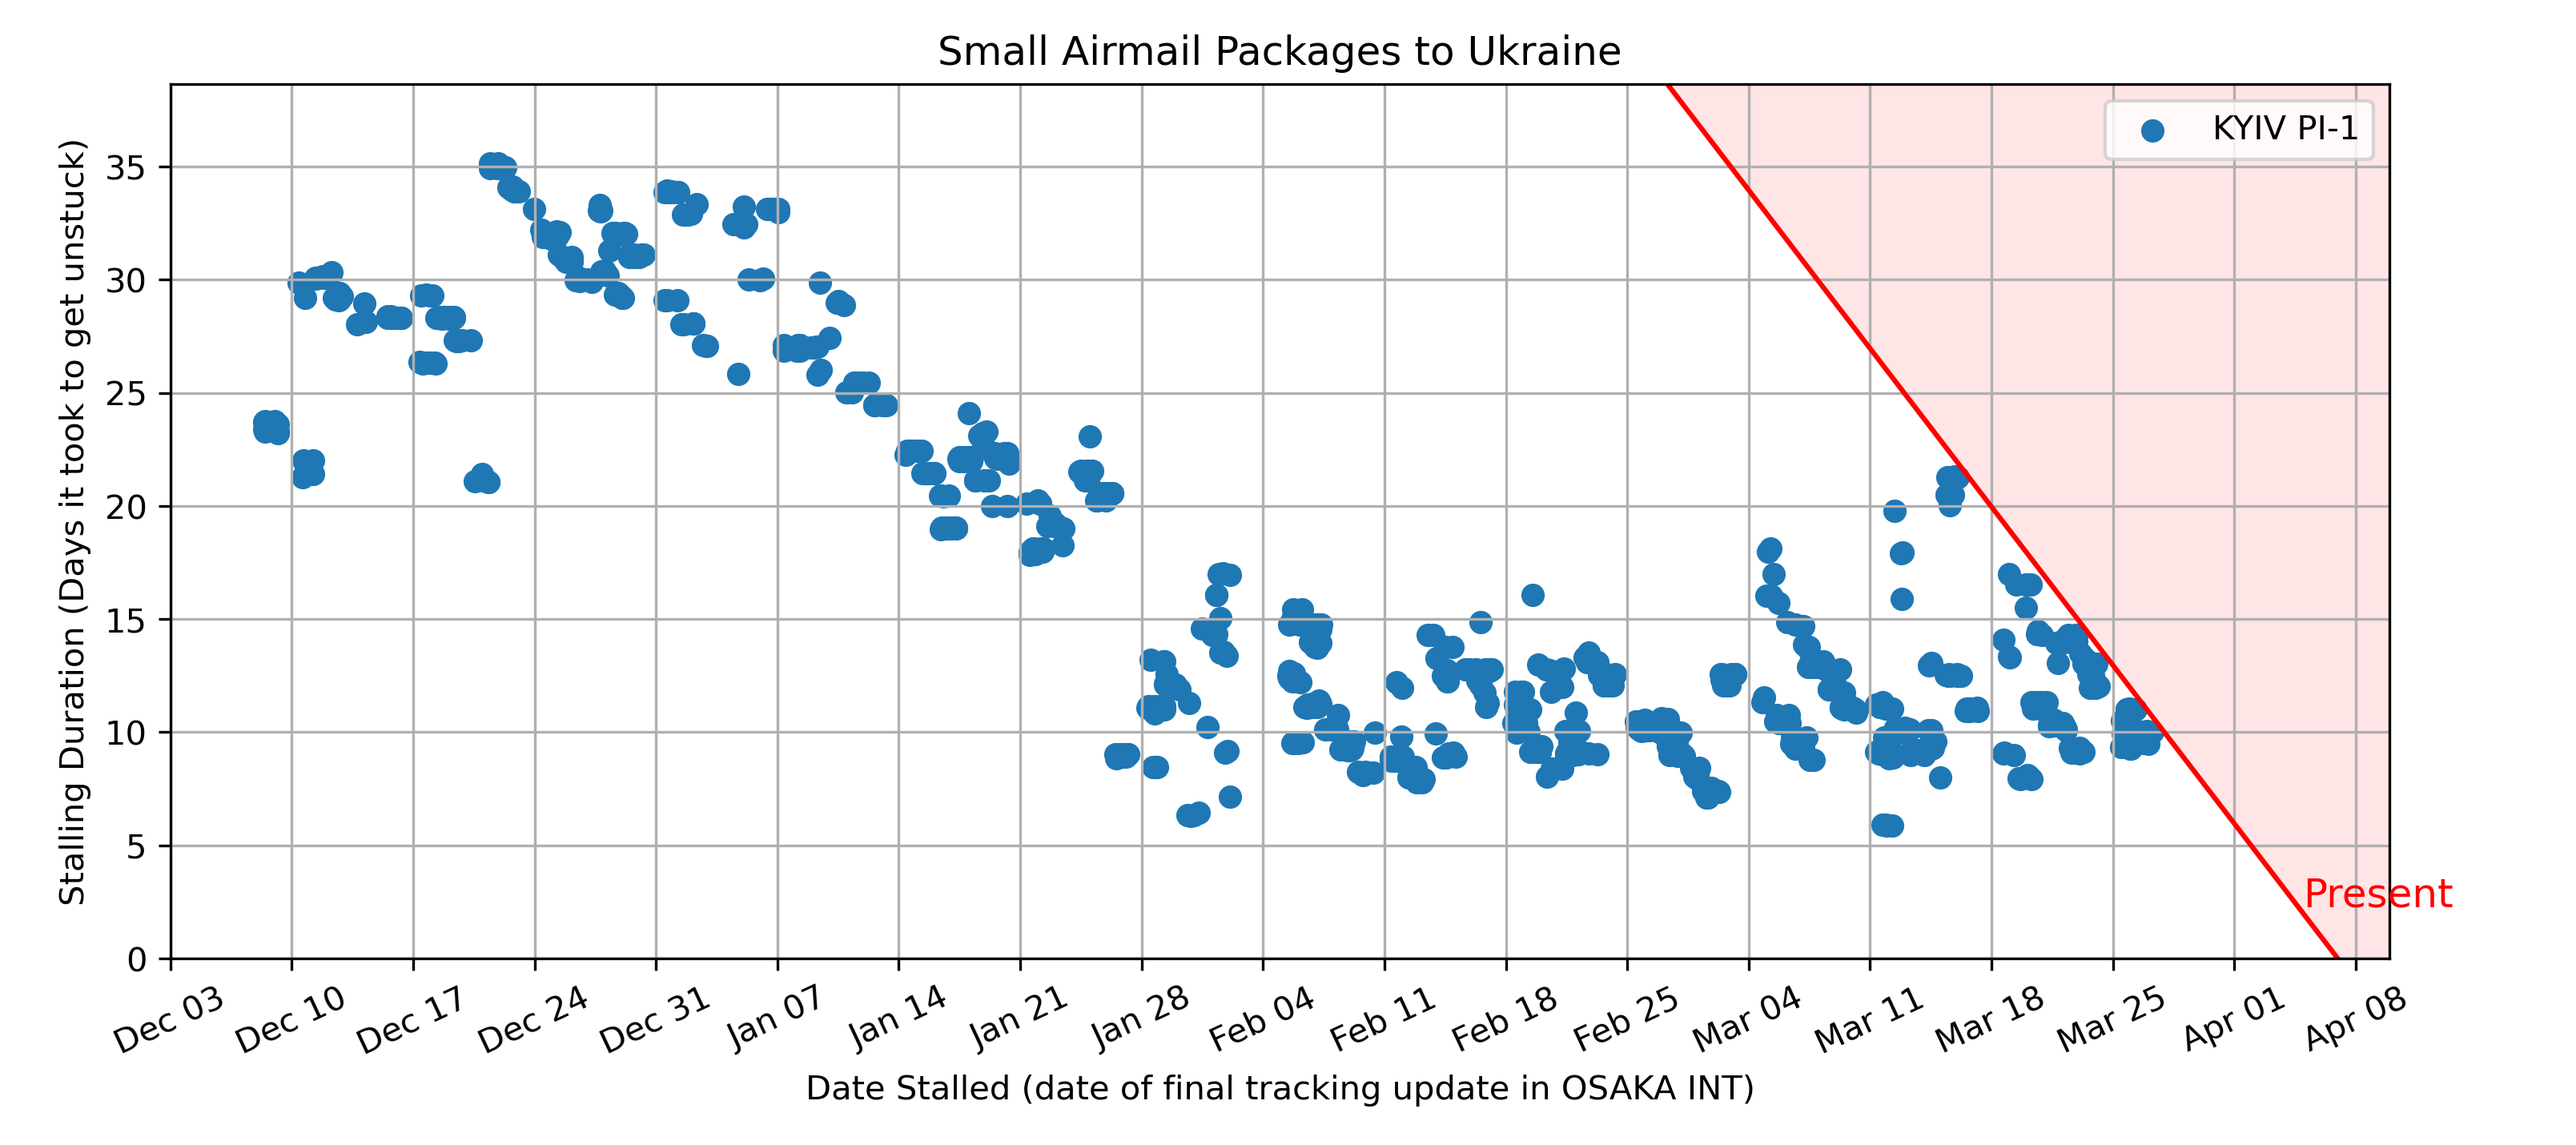 Small Airmail Packages to Ukraine
KYIV PI-1
Stalling Duration (Days it took to get unstuck)
35
30
25
20
15
10
5
0
Present
Dec 03
Dec 10
Dec 17
Dec 24
Dec 31
Jan 07
Jan 14
Jan 21
Jan 28
Feb 04
Feb 11
Feb 18
Feb 25
Mar 04
Mar 11
Mar 18
Mar 25
Apr 01
Apr 08
Date Stalled (date of final tracking update in OSAKA INT)